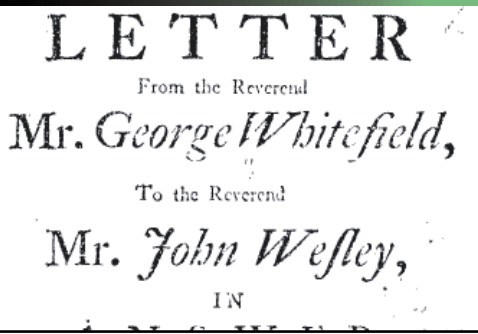 LETTER
From the Reverend
Mr. George Whitefield,
To the Reverend
Mr. John Weſley,
IN